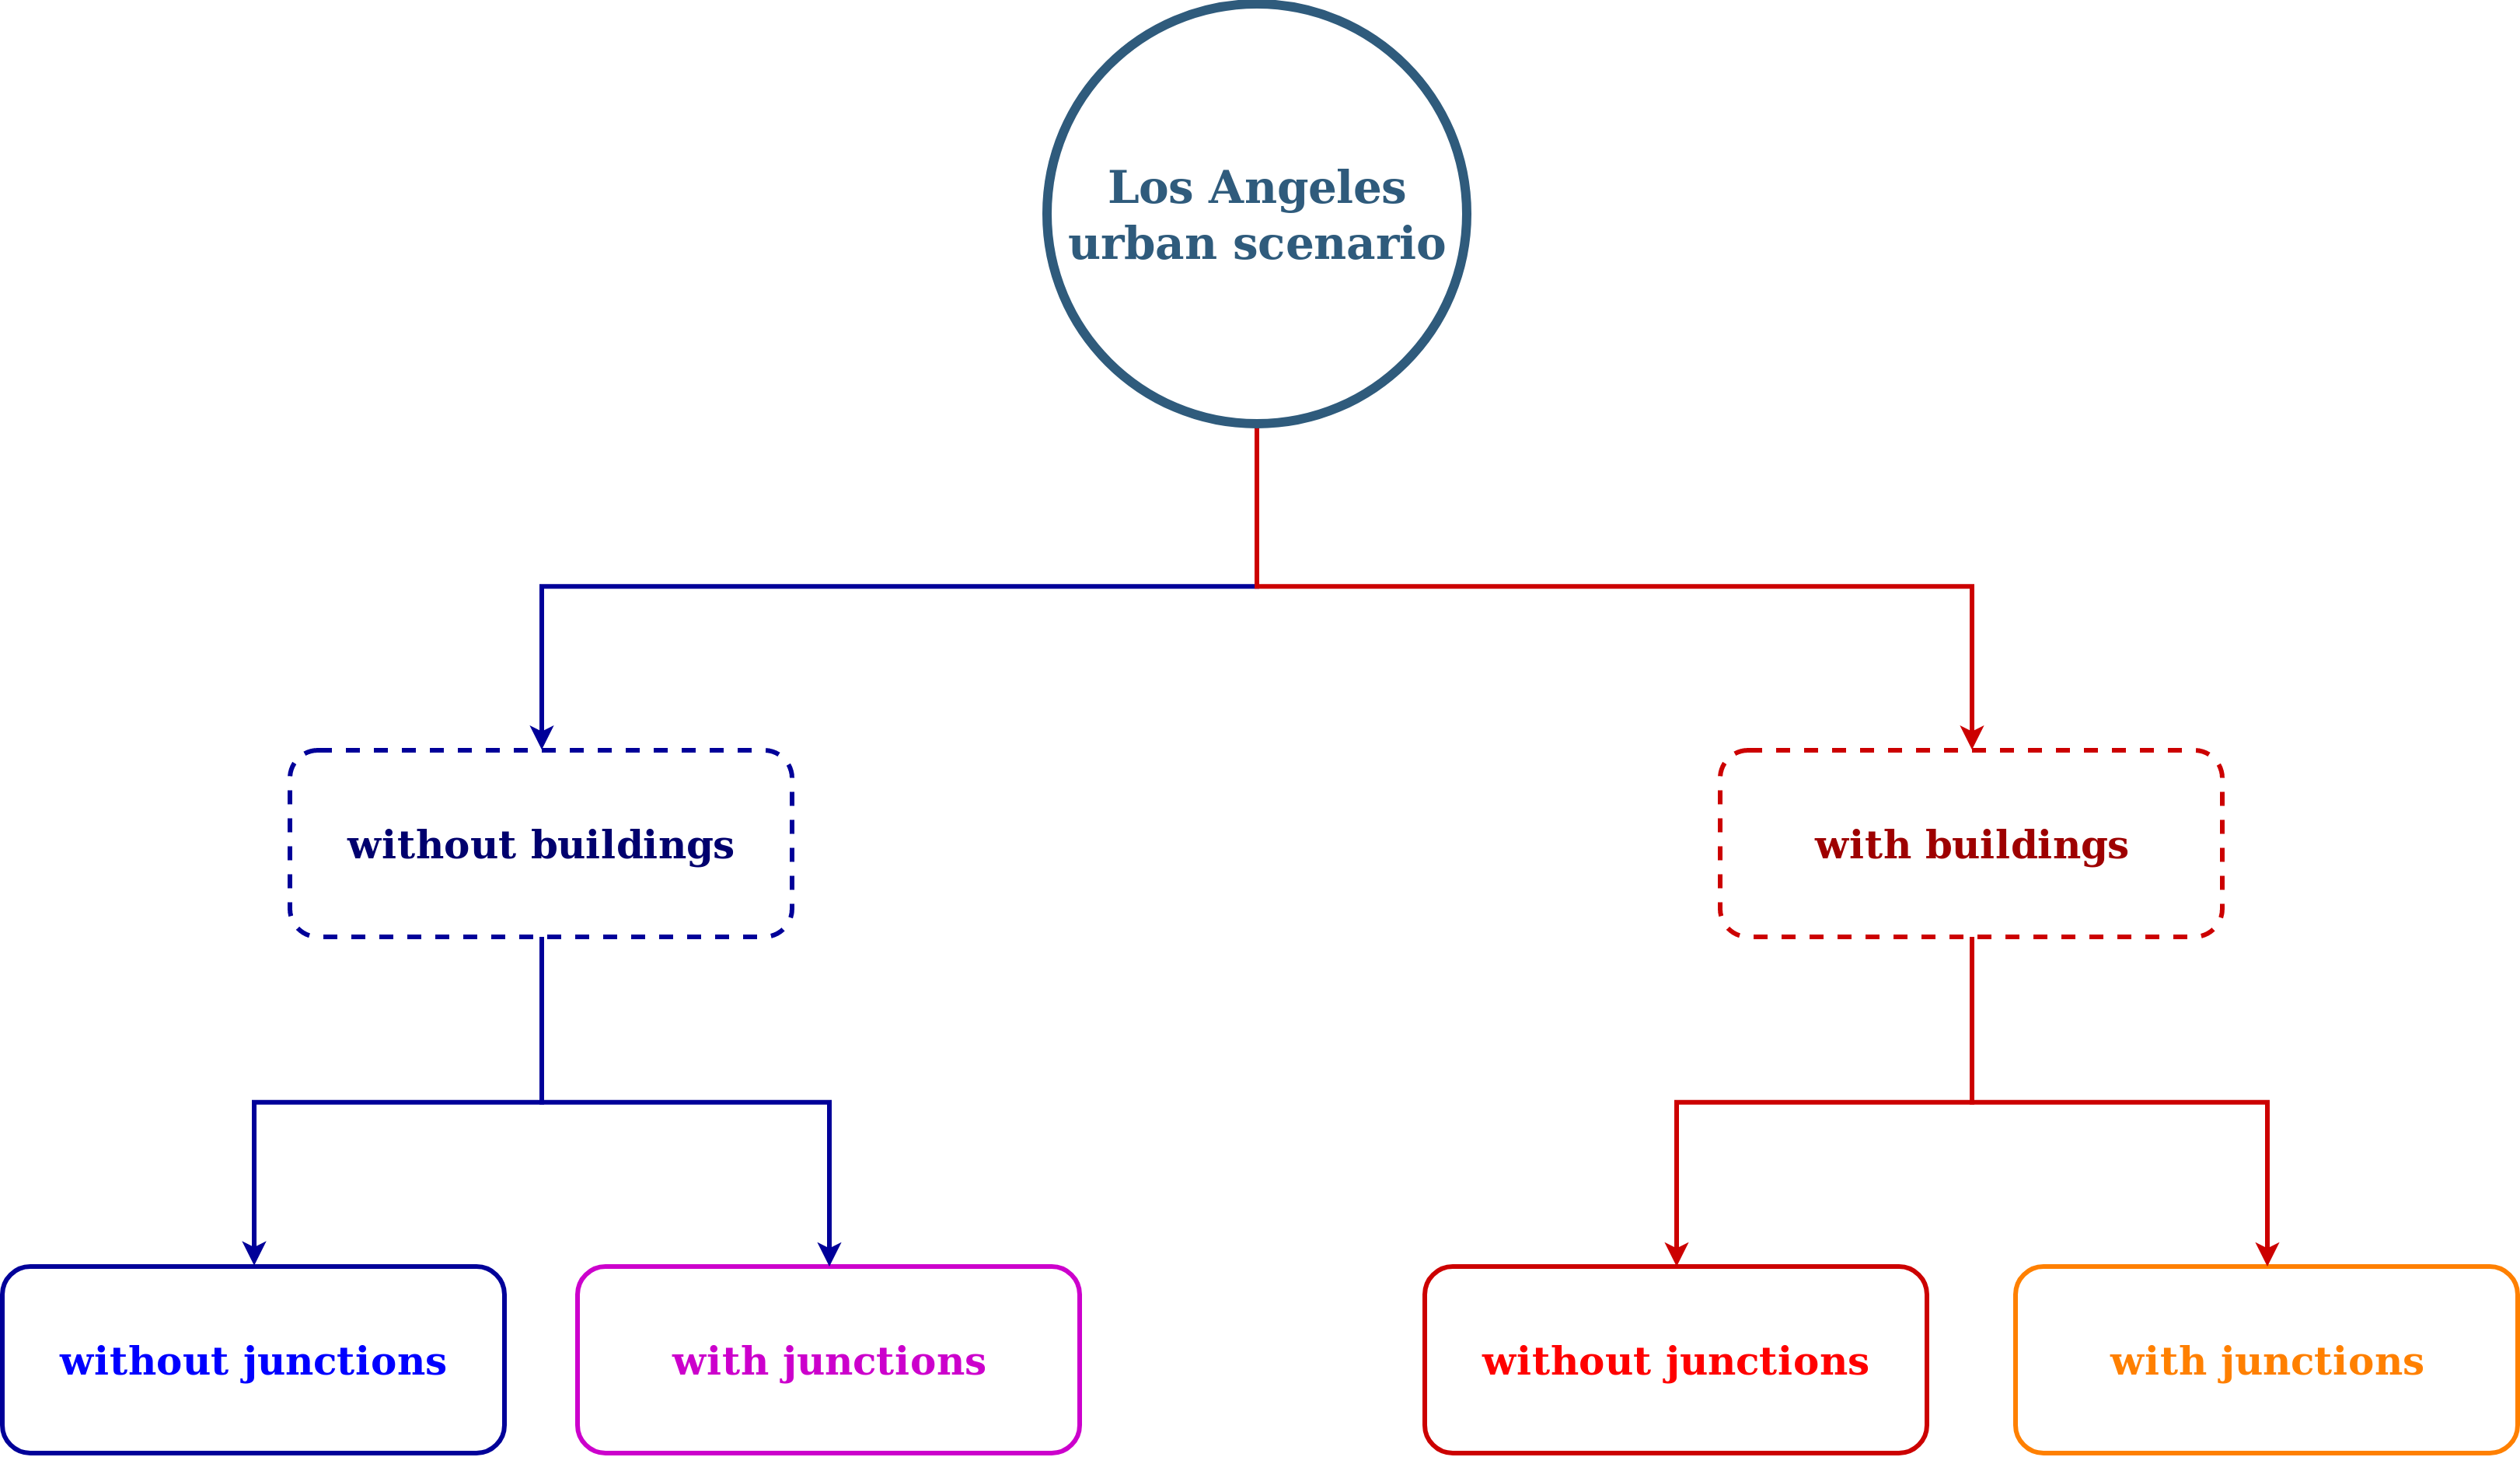 Los Angeles
urban scenario
without buildings
with buildings
without junctions
with junctions
without junctions
with junctions